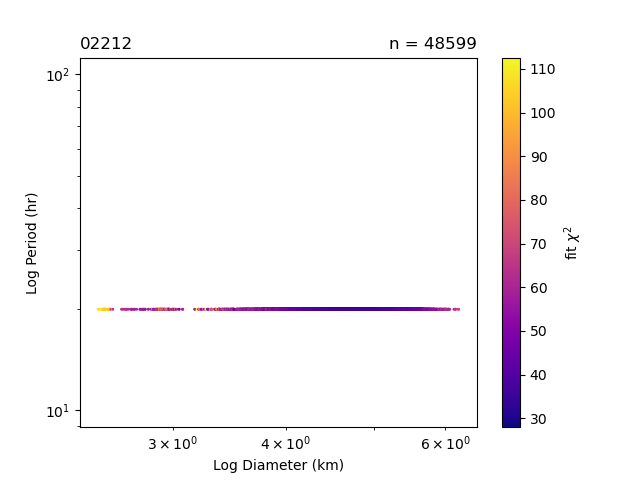 02212
n = 48599
10²
10¹
Log Period (hr)
3 × 10⁰
4 × 10⁰
6 × 10⁰
Log Diameter (km)
110
100
90
80
70
60
50
40
30
fit χ²